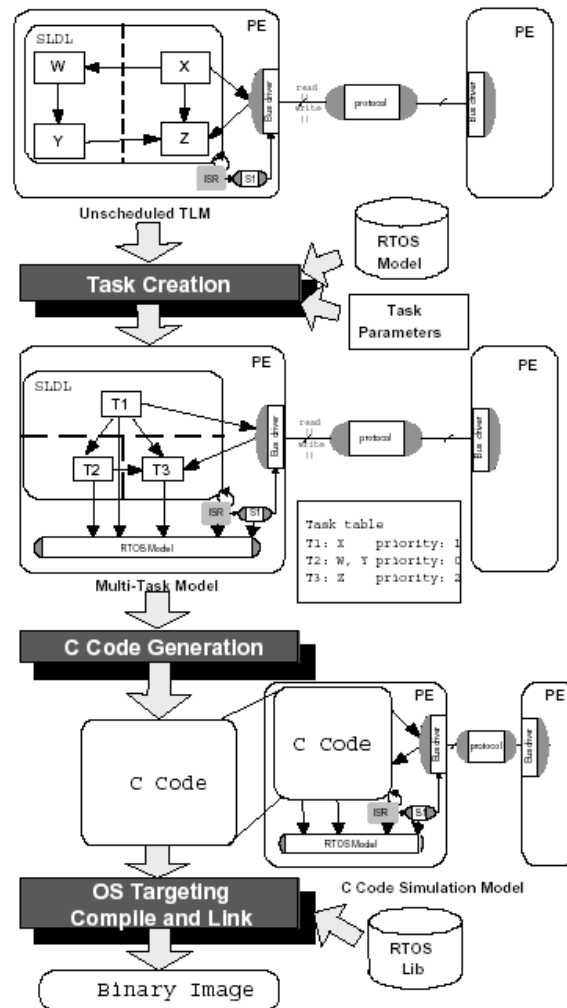 PE
PE
SLDL
W
X
Y
Z
Bus driver
read
write
protocal
Bus driver
ISR
S1
Unscheduled TLM
RTOS
Model
Task Creation
Task
Parameters
PE
PE
SLDL
T1
T2
T3
Bus driver
read
write
protocol
Bus driver
ISR
S1
RTOS Model
Task table
T1: X priority: 1
T2: W, Y priority: 0
T3: Z priority: 2
Multi-Task Model
C Code Generation
PE
PE
C Code
C Code
Bus driver
protocol
Bus driver
ISR
S1
RTOS Model
OS Targeting
Compile and Link
C Code Simulation Model
RTOS
Lib
Binary Image